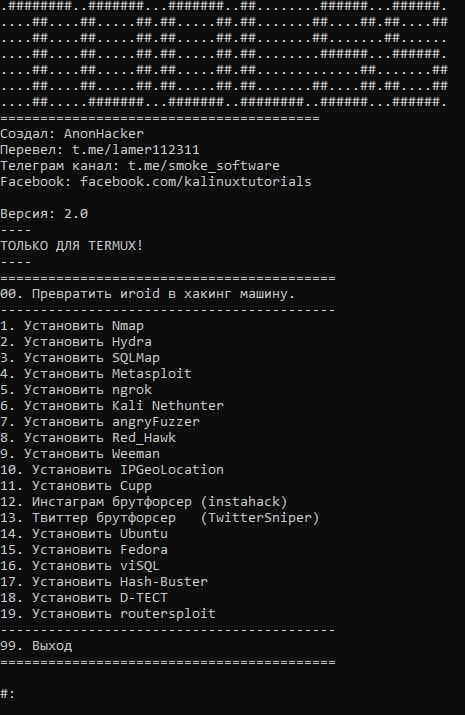 .########..#######...#######..##........######...######.
....##....##.....##.##.....##.##.......##....##.##....##
....##....##.....##.##.....##.##.......##.......##......
....##....##.....##.##.....##.##........######...######.
....##....##.....##.##.....##.##.............##.......##
....##....##.....##.##.....##.##.......##....##.##....##
....##.....#######...#######..########..######...######.
========================================
Создал: AnonHacker
Перевел: t.me/lamer112311
Телеграм канал: t.me/smoke_software
Facebook: facebook.com/kalinuxtutorials
Версия: 2.0
----
ТОЛЬКО ДЛЯ TERMUX!
----
==========================================
00. Превратить иroid в хакинг машину.
------------------------------------------
1. Установить Nmap
2. Установить Hydra
3. Установить SQLMap
4. Установить Metasploit
5. Установить ngrok
6. Установить Kali Nethunter
7. Установить angryFuzzer
8. Установить Red_Hawk
9. Установить Weeman
10. Установить IPGeoLocation
11. Установить Cupp
12. Инстаграм брутфорсер (instahack)
13. Твиттер брутфорсер   (TwitterSniper)
14. Установить Ubuntu
15. Установить Fedora
16. Установить viSQL
17. Установить Hash-Buster
18. Установить D-TECT
19. Установить routersploit
------------------------------------------
99. Выход
==========================================
#: